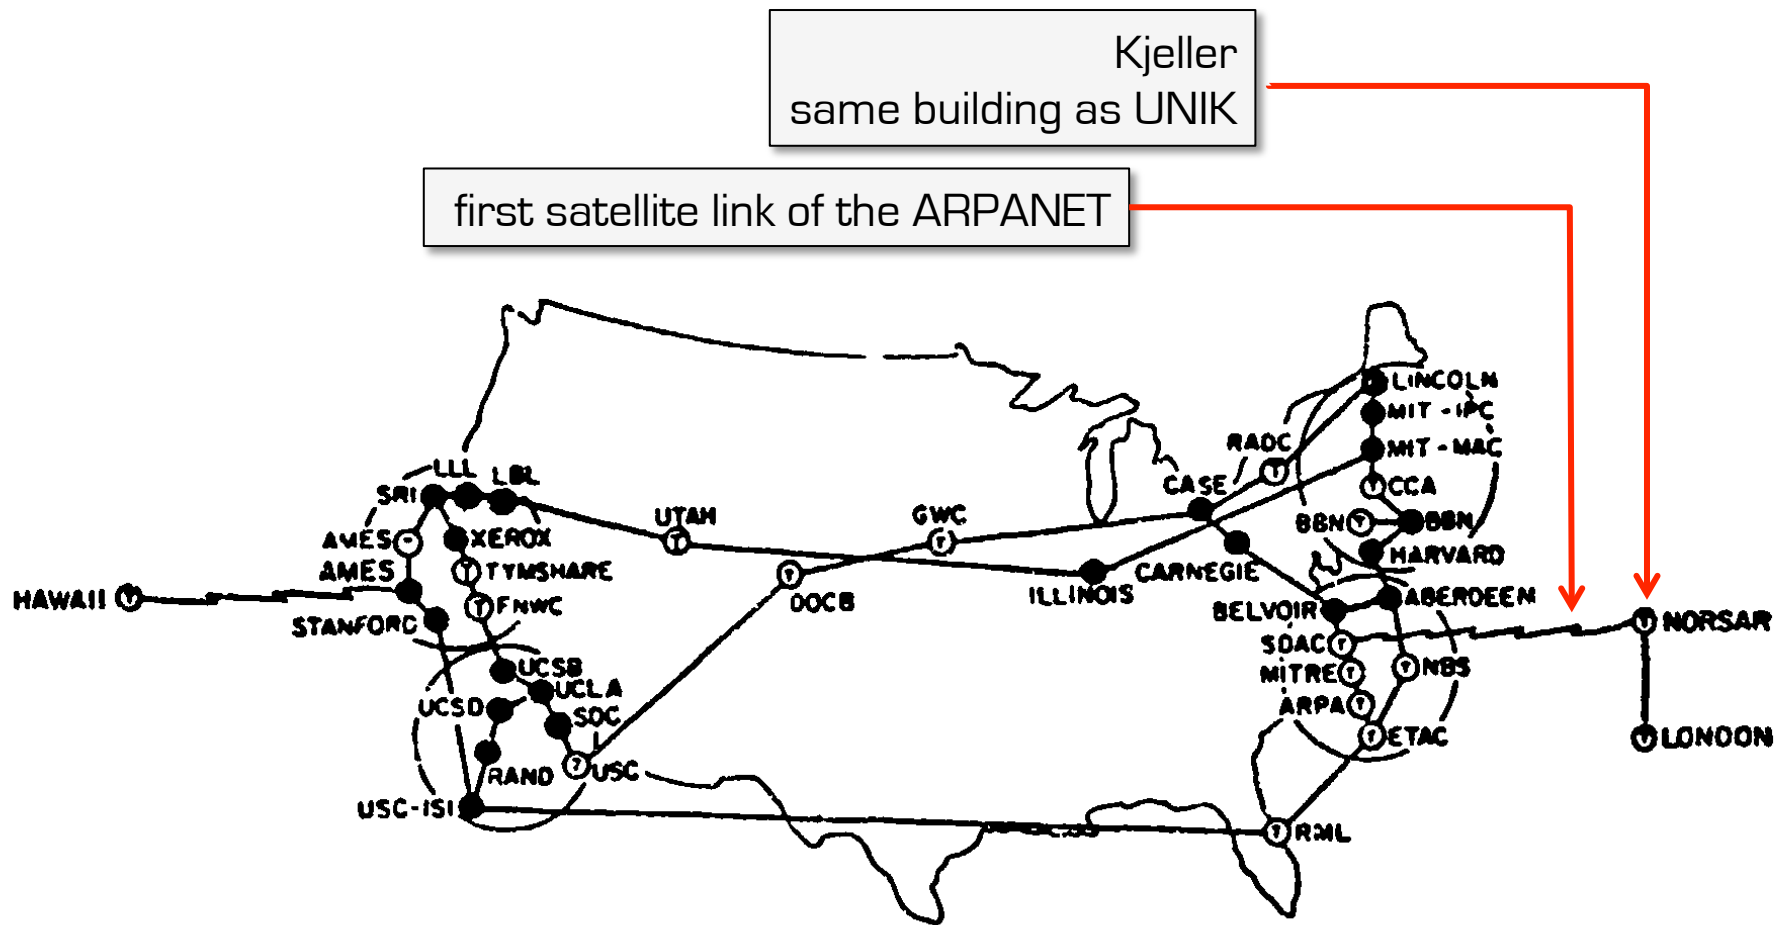 Kjeller
same building as UNIK
first satellite link of the ARPANET
LINCOLN
MIT - IPC
RADC
MIT - MAC
LLL
LBL
SRI
CASE
CCA
UTAH
GWC
BBN
BBN
AMES
XEROX
HARVARD
AMES
TYMSHARE
CARNEGIE
HAWAII
FNWC
DOCB
ILLINOIS
BELVOIR
ABERDEEN
STANFORD
NORSAR
SDAC
UCSB
MITRE
NBS
UCLA
UCSD
SDC
ARPA
ETAC
LONDON
RAND
USC
USC-ISI
RML